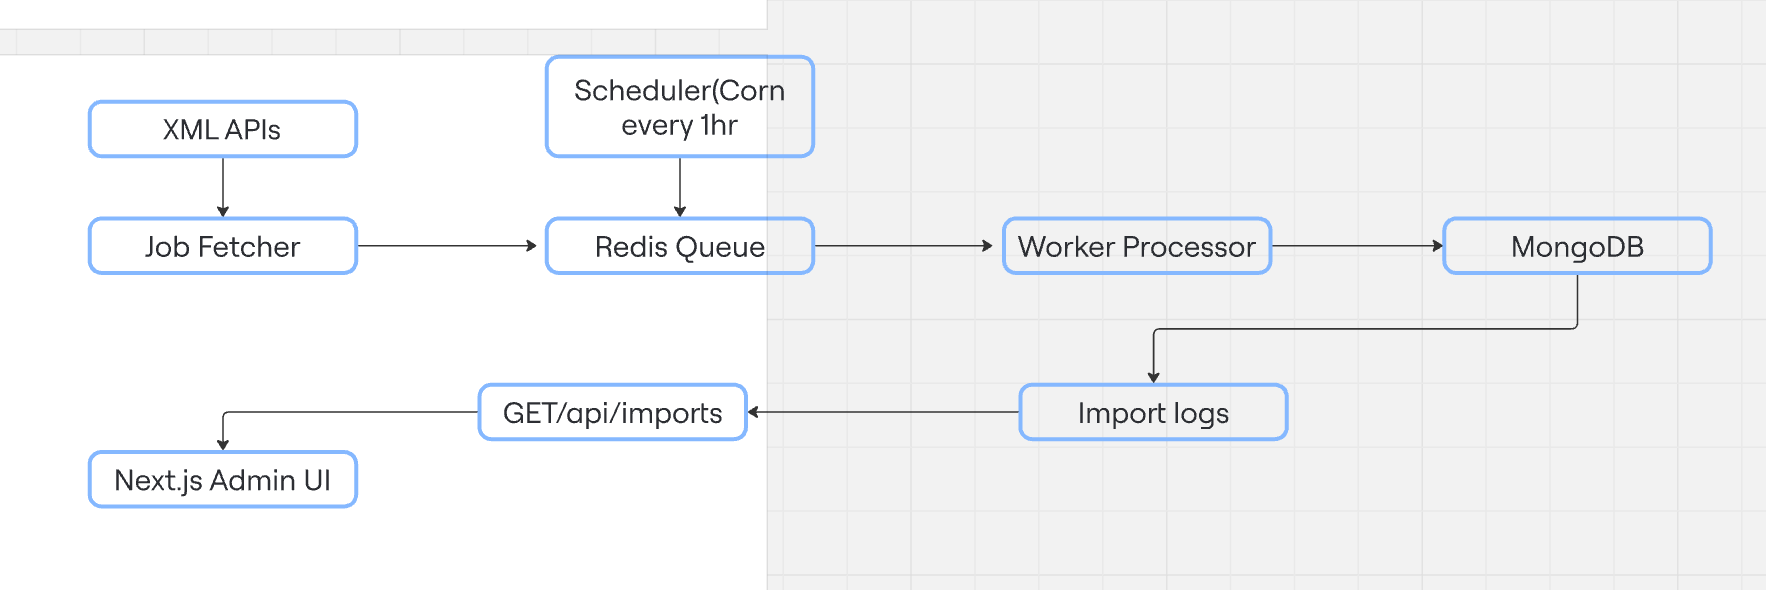 Scheduler(Corn
every 1hr
XML APIs
Job Fetcher
Redis Queue
Worker Processor
MongoDB
GET/api/imports
Import logs
Next.js Admin UI